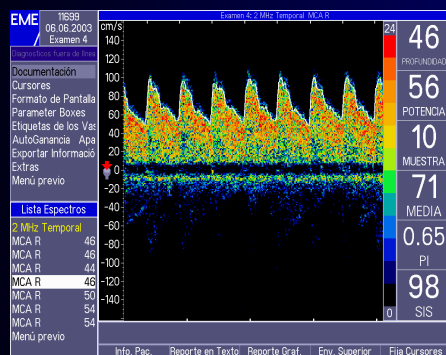 EME
11699
06.06.2003
Examen 4
Diagnosticos fuera de linea
Documentación
Cursores
Formato de Pantalla
Parameter Boxes
Etiquetas de los Vas
AutoGanancia Apa
Exportar Informació
Extras
Menú previo
Lista Espectros
2 MHz Temporal
MCA R 46
MCA R 46
MCA R 44
MCA R 46
MCA R 50
MCA R 54
MCA R 54
Menú previo
Examen 4: 2 MHz Temporal MCA R
cm/s
140
120
100
80
60
40
20
0
-20
-40
-60
-80
-100
-120
-140
24
0
46
PROFUNDIDAD
56
POTENCIA
10
MUESTRA
71
MEDIA
0.65
PI
98
SIS
Info. Pac. Reporte en Texto Reporte Graf. Env. Superior Fija Cursores